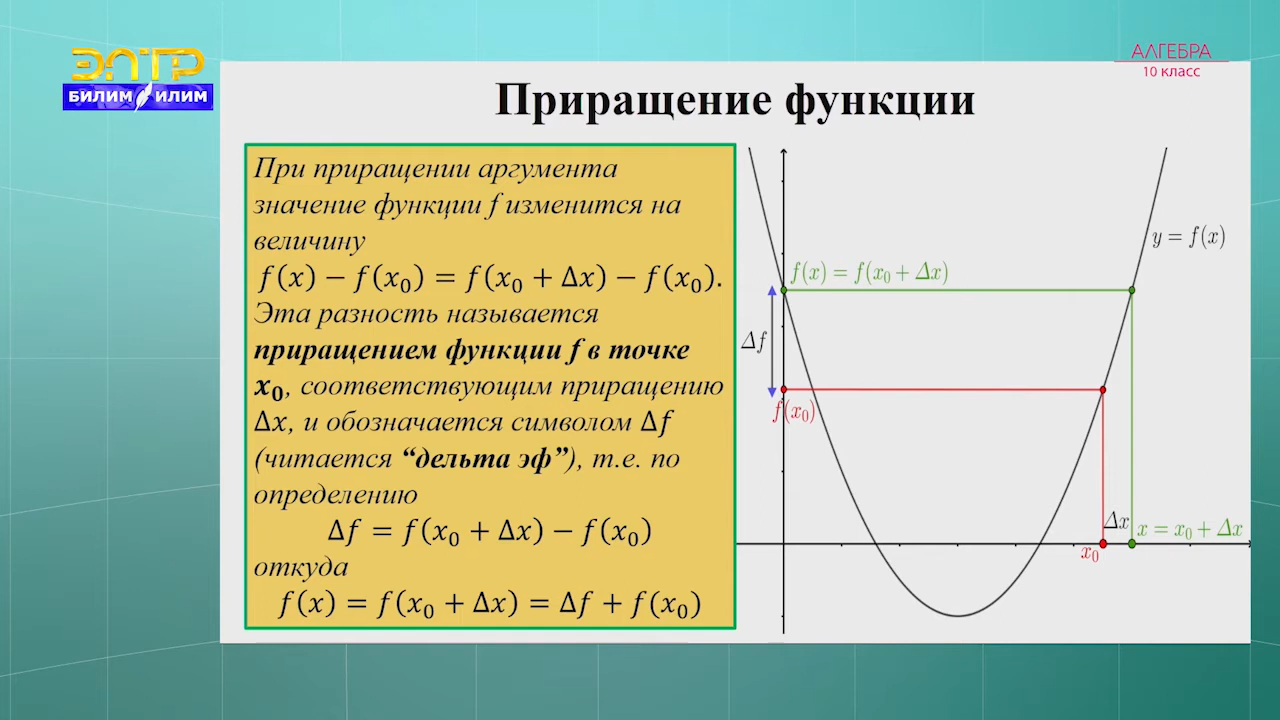 ЭЛТР
БИЛИМ ИЛИМ
АЛГЕБРА
10 класс
Приращение функции
При приращении аргумента
значение функции f изменится на
величину
f(x) − f(x₀) = f(x₀ + Δx) − f(x₀).
Эта разность называется
приращением функции f в точке
x₀, соответствующим приращению
Δx, и обозначается символом Δf
(читается “дельта эф”), т.е. по
определению
Δf = f(x₀ + Δx) − f(x₀)
откуда
f(x) = f(x₀ + Δx) = Δf + f(x₀)
y = f(x)
f(x) = f(x₀ + Δx)
Δf
f(x₀)
Δx
x = x₀ + Δx
x₀